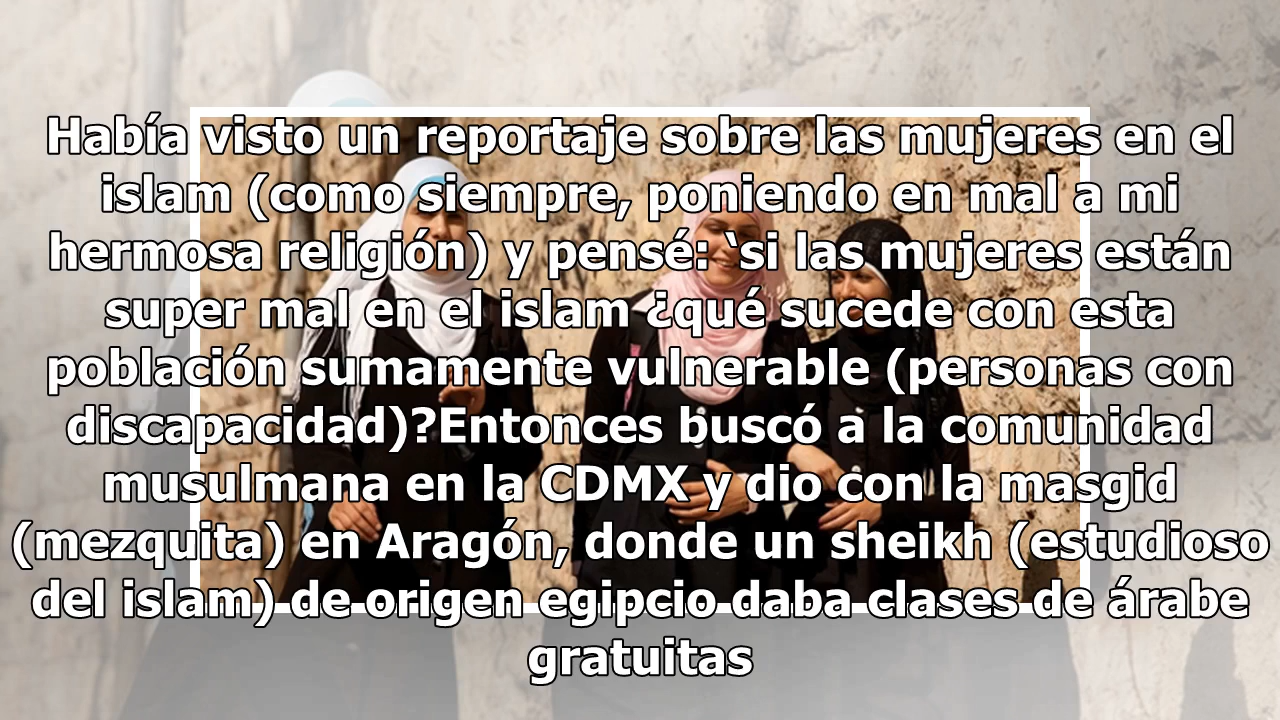 Había visto un reportaje sobre las mujeres en el
islam (como siempre, poniendo en mal a mi
hermosa religión) y pensé: ‘si las mujeres están
super mal en el islam ¿qué sucede con esta
población sumamente vulnerable (personas con
discapacidad)?Entonces buscó a la comunidad
musulmana en la CDMX y dio con la masgid
(mezquita) en Aragón, donde un sheikh (estudioso
del islam) de origen egipcio daba clases de árabe
gratuitas